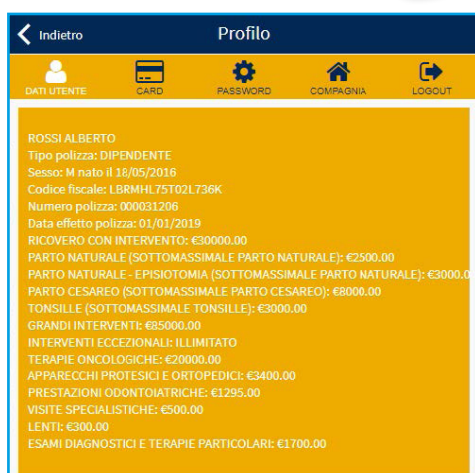 Indietro Profilo
DATI UTENTE CARD PASSWORD COMPAGNIA LOGOUT
ROSSI ALBERTO
Tipo polizza: DIPENDENTE
Sesso: M nato il 18/05/2016
Codice fiscale: LBRMHL75T02L736K
Numero polizza: 000031206
Data effetto polizza: 01/01/2019
RICOVERO CON INTERVENTO: €30000.00
PARTO NATURALE (SOTTOMASSIMALE PARTO NATURALE): €2500.00
PARTO NATURALE - EPISIOTOMIA (SOTTOMASSIMALE PARTO NATURALE): €3000.0
PARTO CESAREO (SOTTOMASSIMALE PARTO CESAREO): €8000.00
TONSILLE (SOTTOMASSIMALE TONSILLE): €3000.00
GRANDI INTERVENTI: €85000.00
INTERVENTI ECCEZIONALI: ILLIMITATO
TERAPIE ONCOLOGICHE: €20000.00
APPARECCHI PROTESICI E ORTOPEDICI: €3400.00
PRESTAZIONI ODONTOIATRICHE: €1295.00
VISITE SPECIALISTICHE: €500.00
LENTI: €300.00
ESAMI DIAGNOSTICI E TERAPIE PARTICOLARI: €1700.00